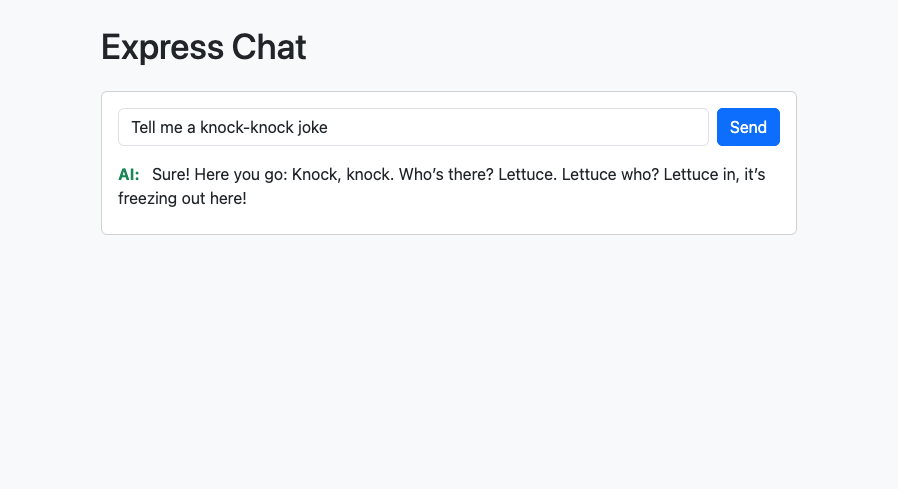 Express Chat
Tell me a knock-knock joke
Send
AI: Sure! Here you go: Knock, knock. Who’s there? Lettuce. Lettuce who? Lettuce in, it’s
freezing out here!